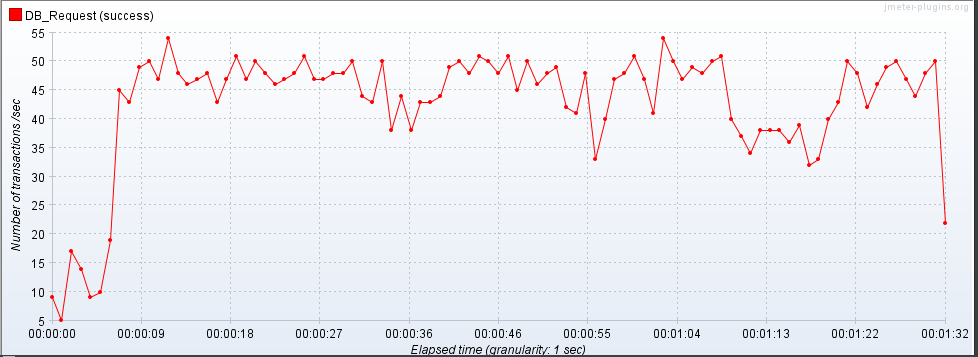 jmeter-plugins.org
DB_Request (success)
55
50
45
40
35
30
25
20
15
10
5
Number of transactions /sec
00:00:00 00:00:09 00:00:18 00:00:27 00:00:36 00:00:46 00:00:55 00:01:04 00:01:13 00:01:22 00:01:32
Elapsed time (granularity: 1 sec)